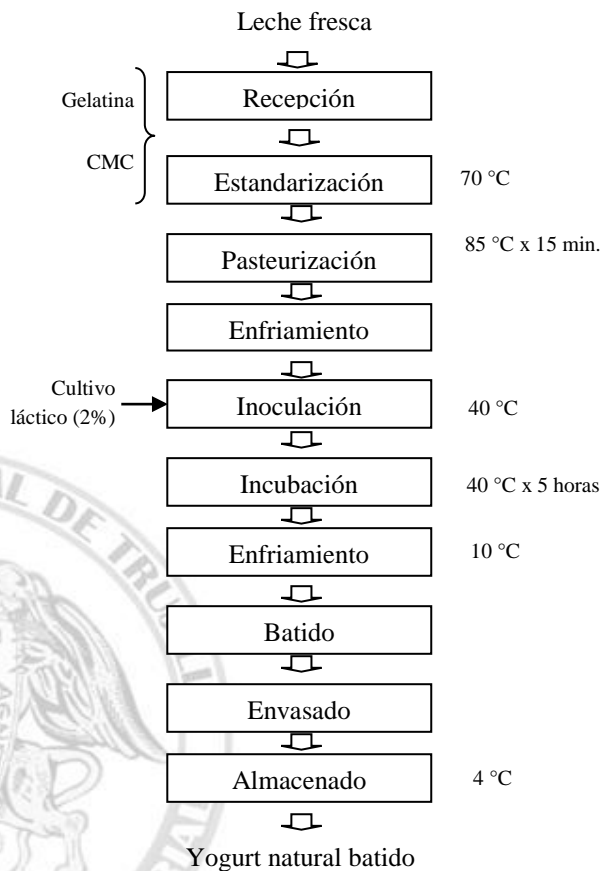 Leche fresca
Gelatina
Recepción
CMC
Estandarización
70 °C
Pasteurización
85 °C x 15 min.
Enfriamiento
Cultivo
láctico (2%)
Inoculación
40 °C
Incubación
40 °C x 5 horas
Enfriamiento
10 °C
Batido
Envasado
Almacenado
4 °C
Yogurt natural batido